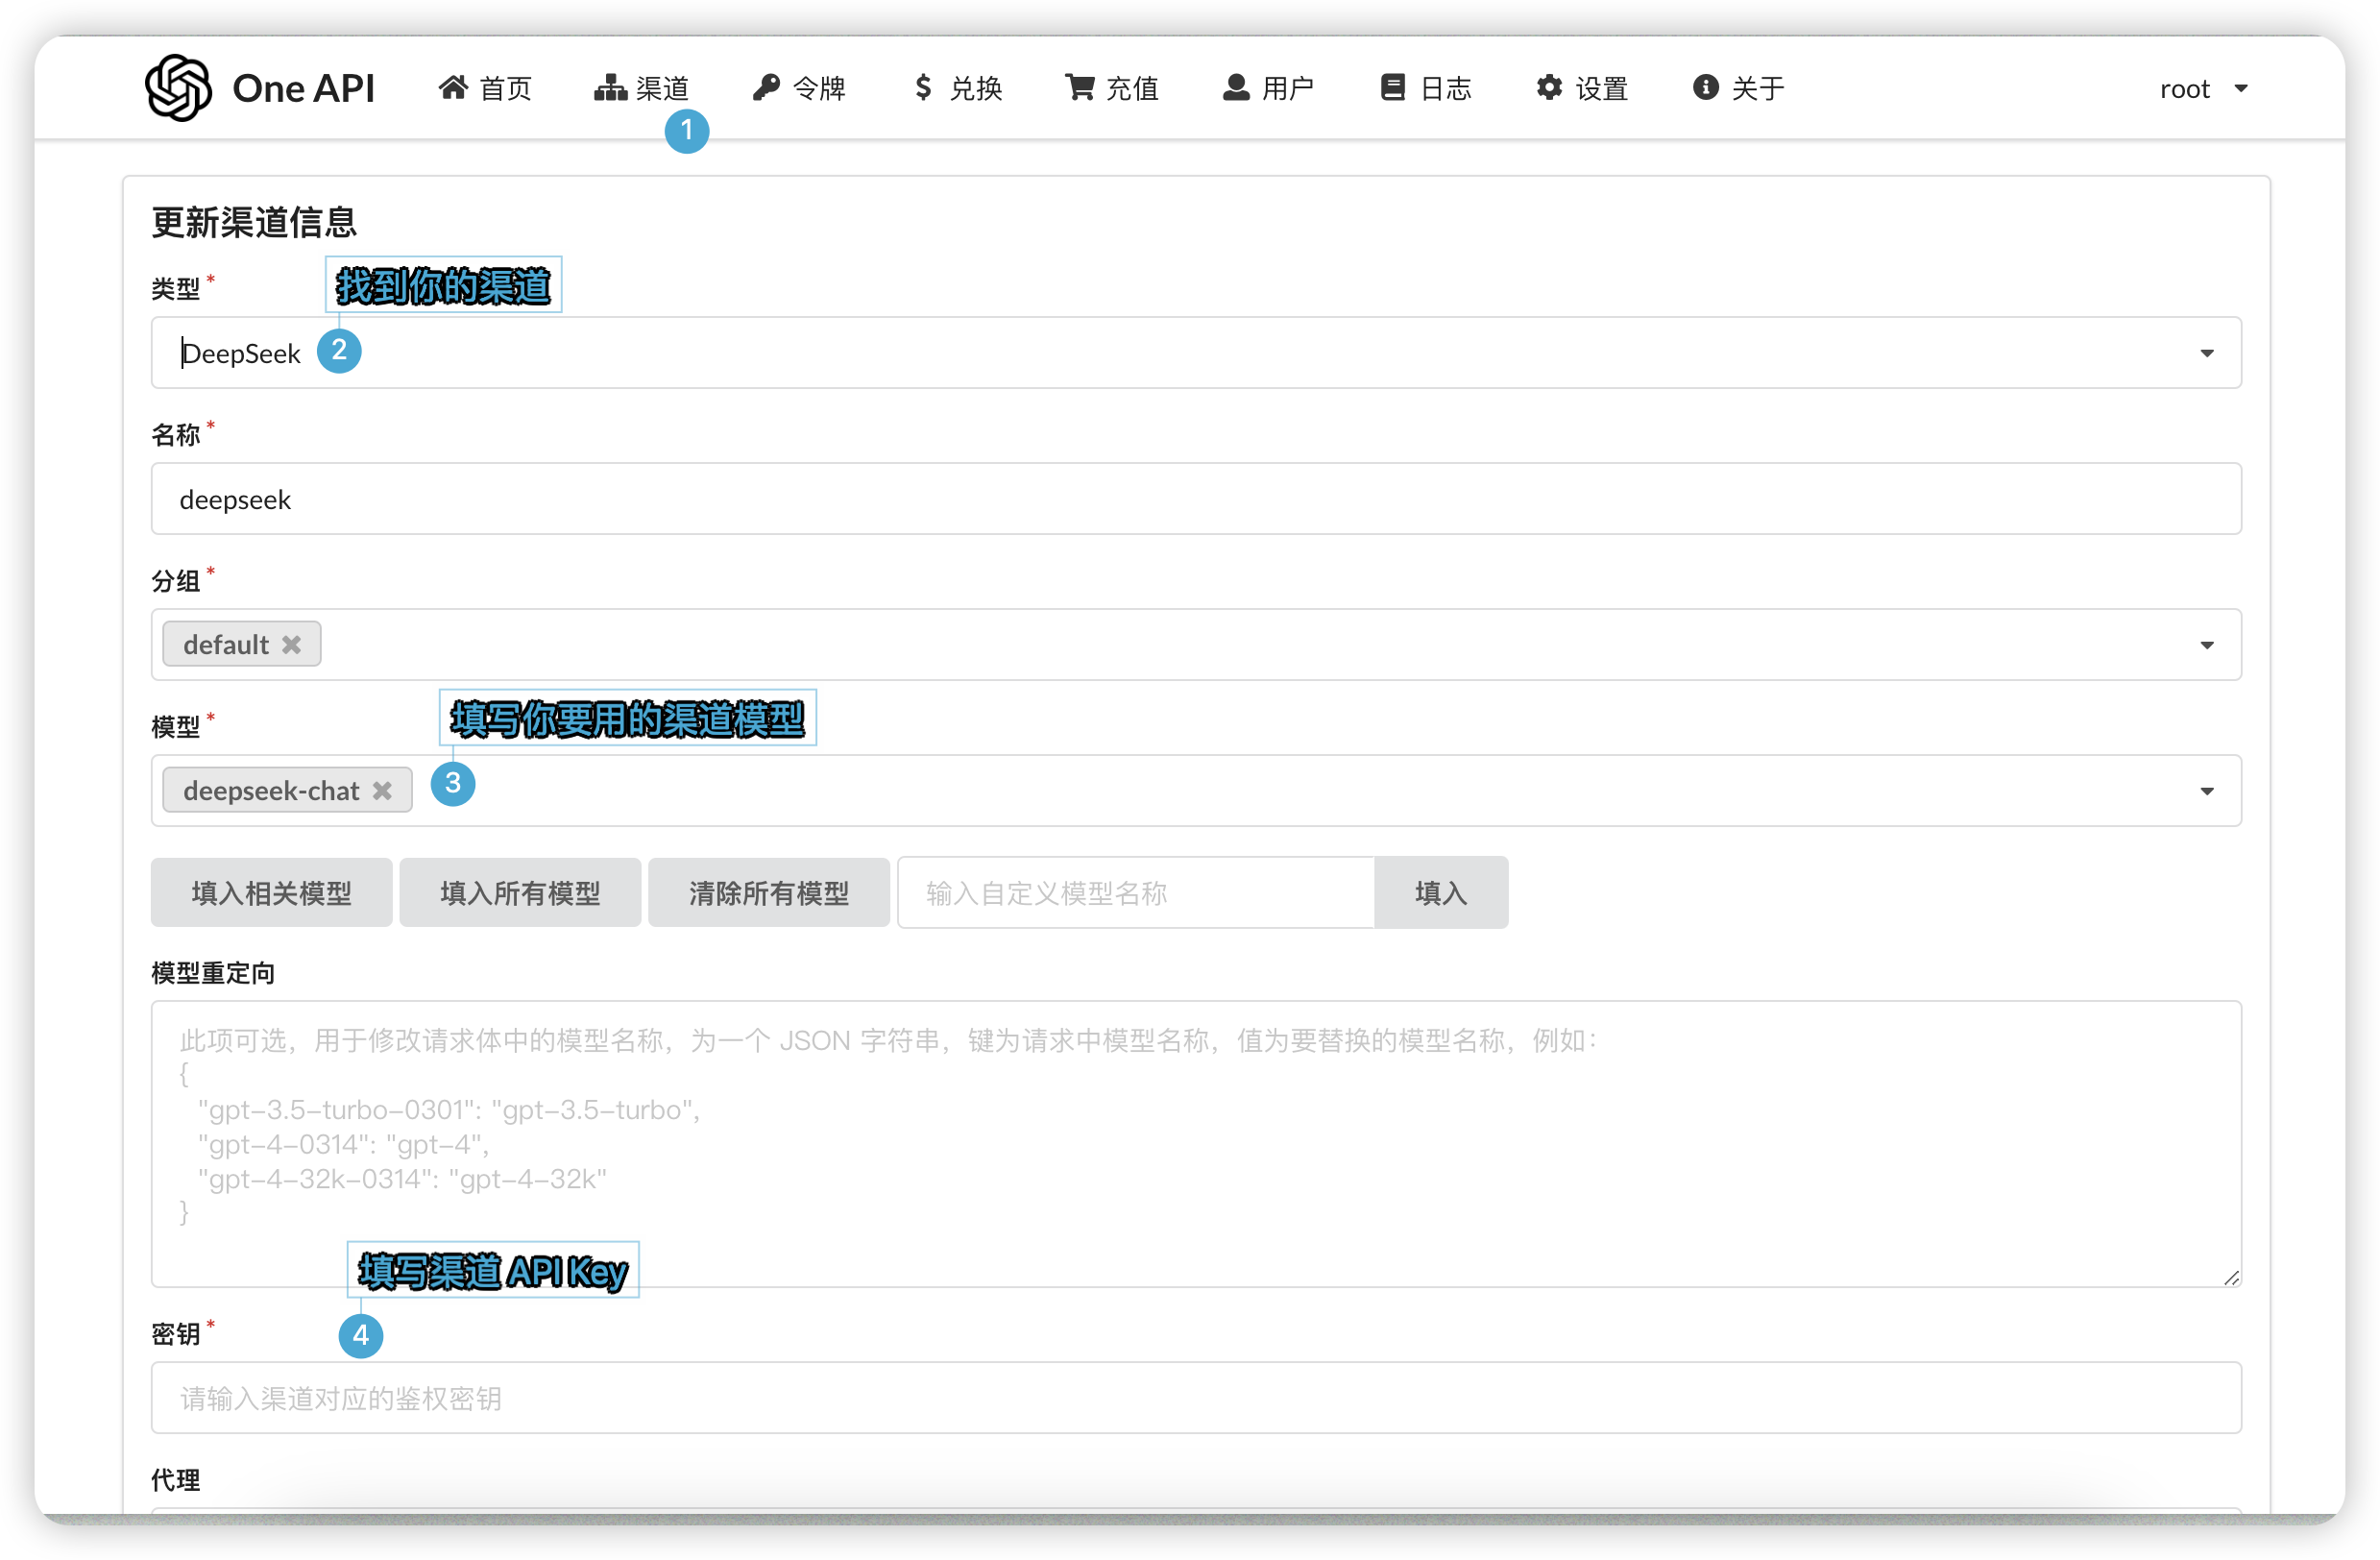 One API 首页 渠道 令牌 兑换 充值 用户 日志 设置 关于 root
1
更新渠道信息
类型 *
找到你的渠道
DeepSeek
2
名称 *
deepseek
分组 *
default
模型 *
填写你要用的渠道模型
deepseek-chat
3
填入相关模型 填入所有模型 清除所有模型 输入自定义模型名称 填入
模型重定向
此项可选，用于修改请求体中的模型名称，为一个 JSON 字符串，键为请求中模型名称，值为要替换的模型名称，例如：
{
"gpt-3.5-turbo-0301": "gpt-3.5-turbo",
"gpt-4-0314": "gpt-4",
"gpt-4-32k-0314": "gpt-4-32k"
}
填写渠道 API Key
密钥 *
4
请输入渠道对应的鉴权密钥
代理